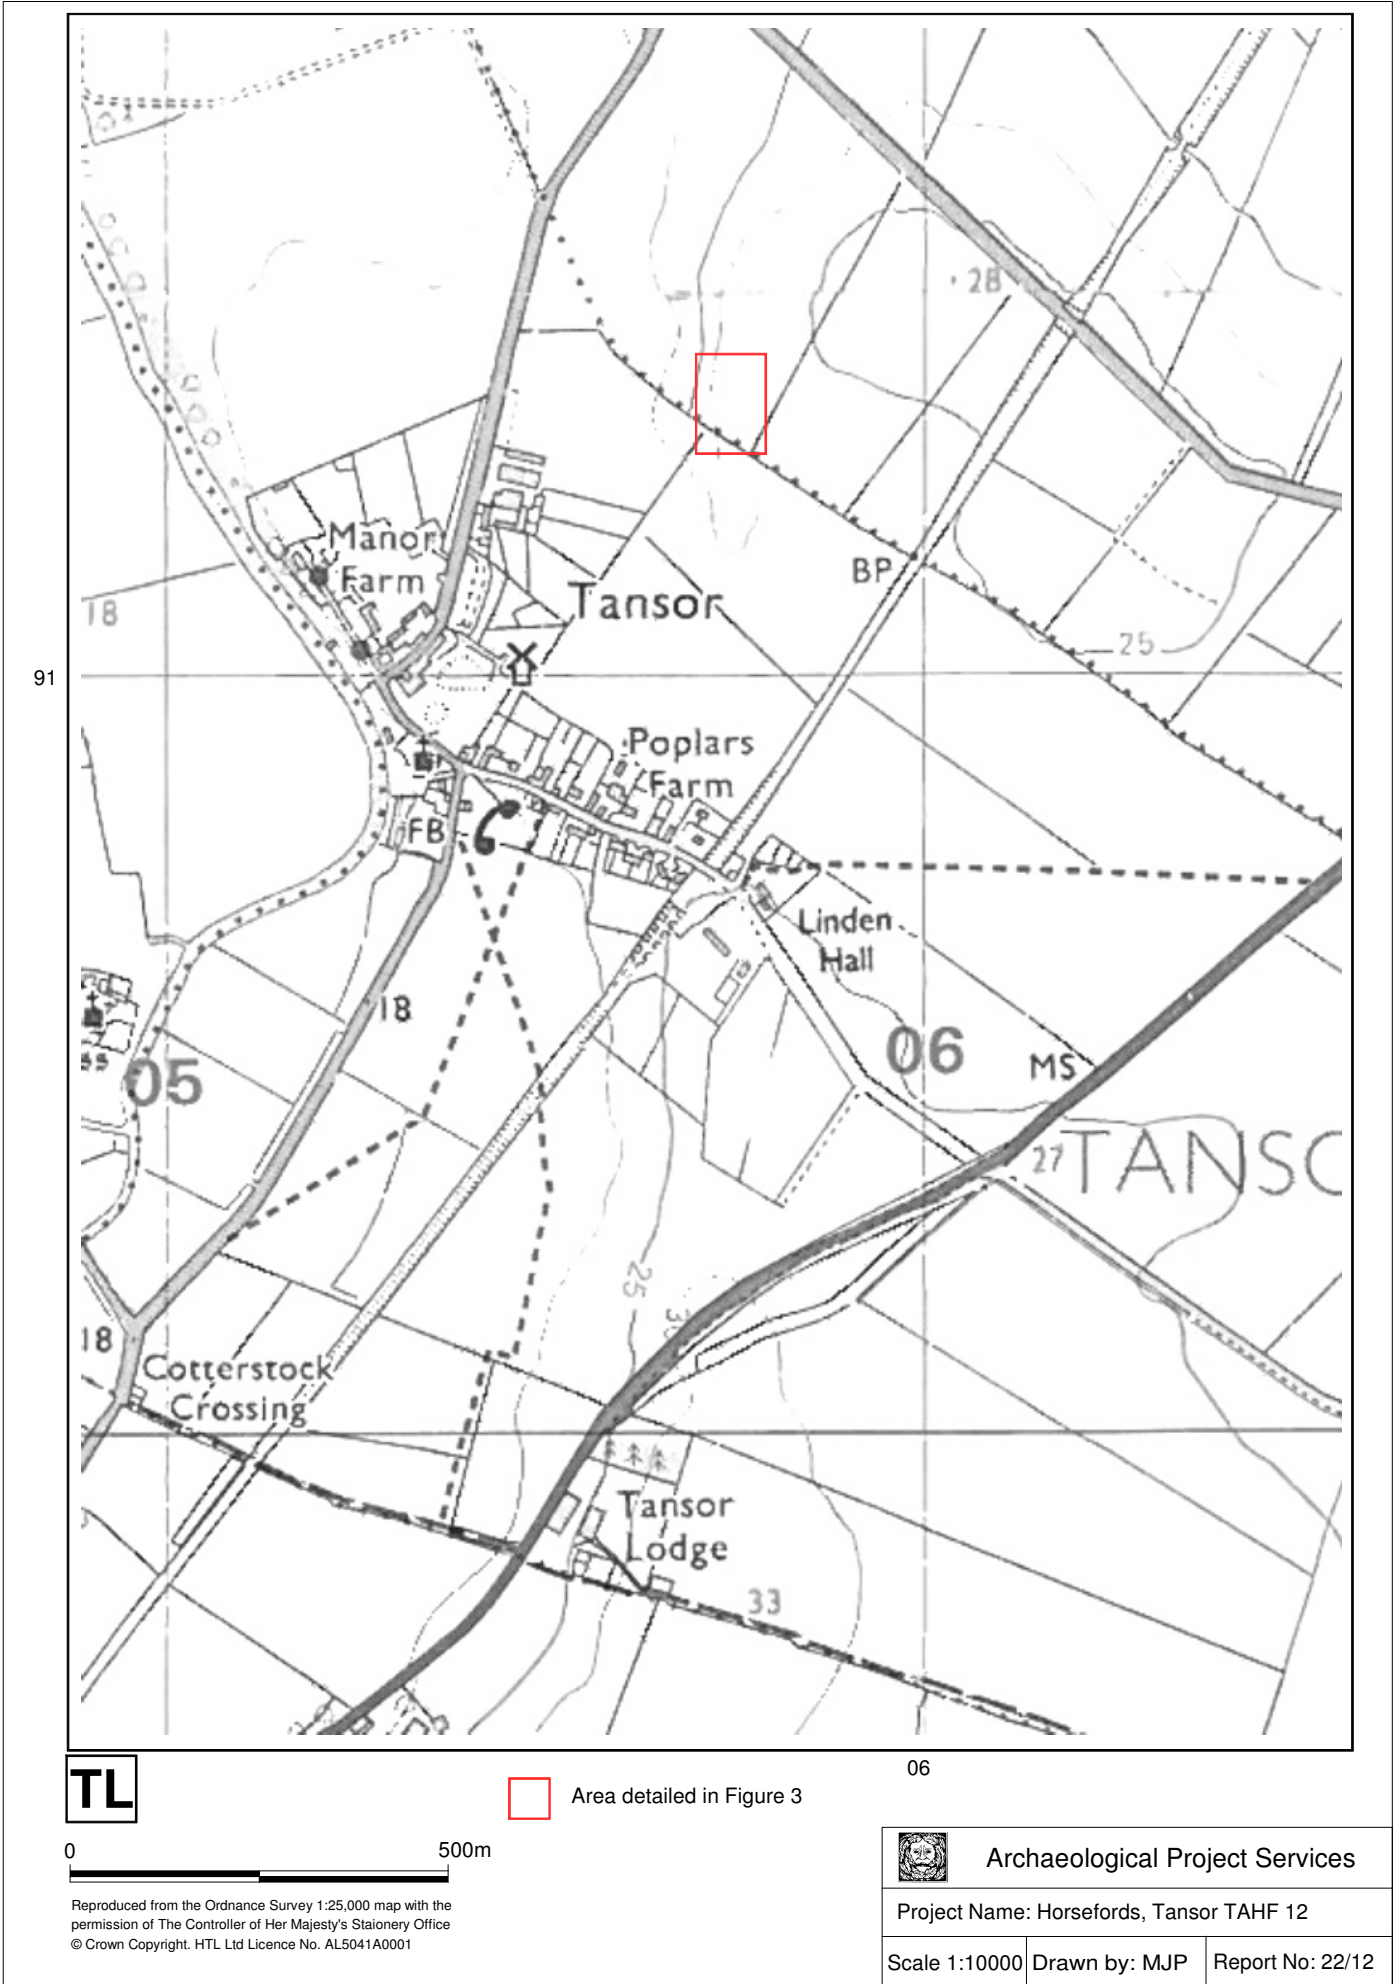 28
Manor
Farm
BP
Tansor
18
25
91
Poplars
Farm
FB
Linden
Hall
18
06
MS
05
27
TANSO
25
18
Cotterstock
Crossing
Tansor
Lodge
33
06
TL
Area detailed in Figure 3
0 500m
Reproduced from the Ordnance Survey 1:25,000 map with the
permission of The Controller of Her Majesty's Staionery Office
© Crown Copyright. HTL Ltd Licence No. AL5041A0001
Archaeological Project Services
Project Name: Horsefords, Tansor TAHF 12
Scale 1:10000 Drawn by: MJP Report No: 22/12